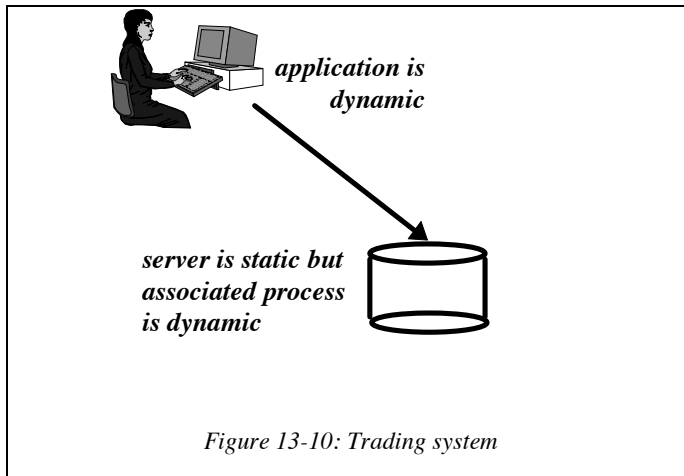 application is
dynamic
server is static but
associated process
is dynamic
Figure 13-10: Trading system